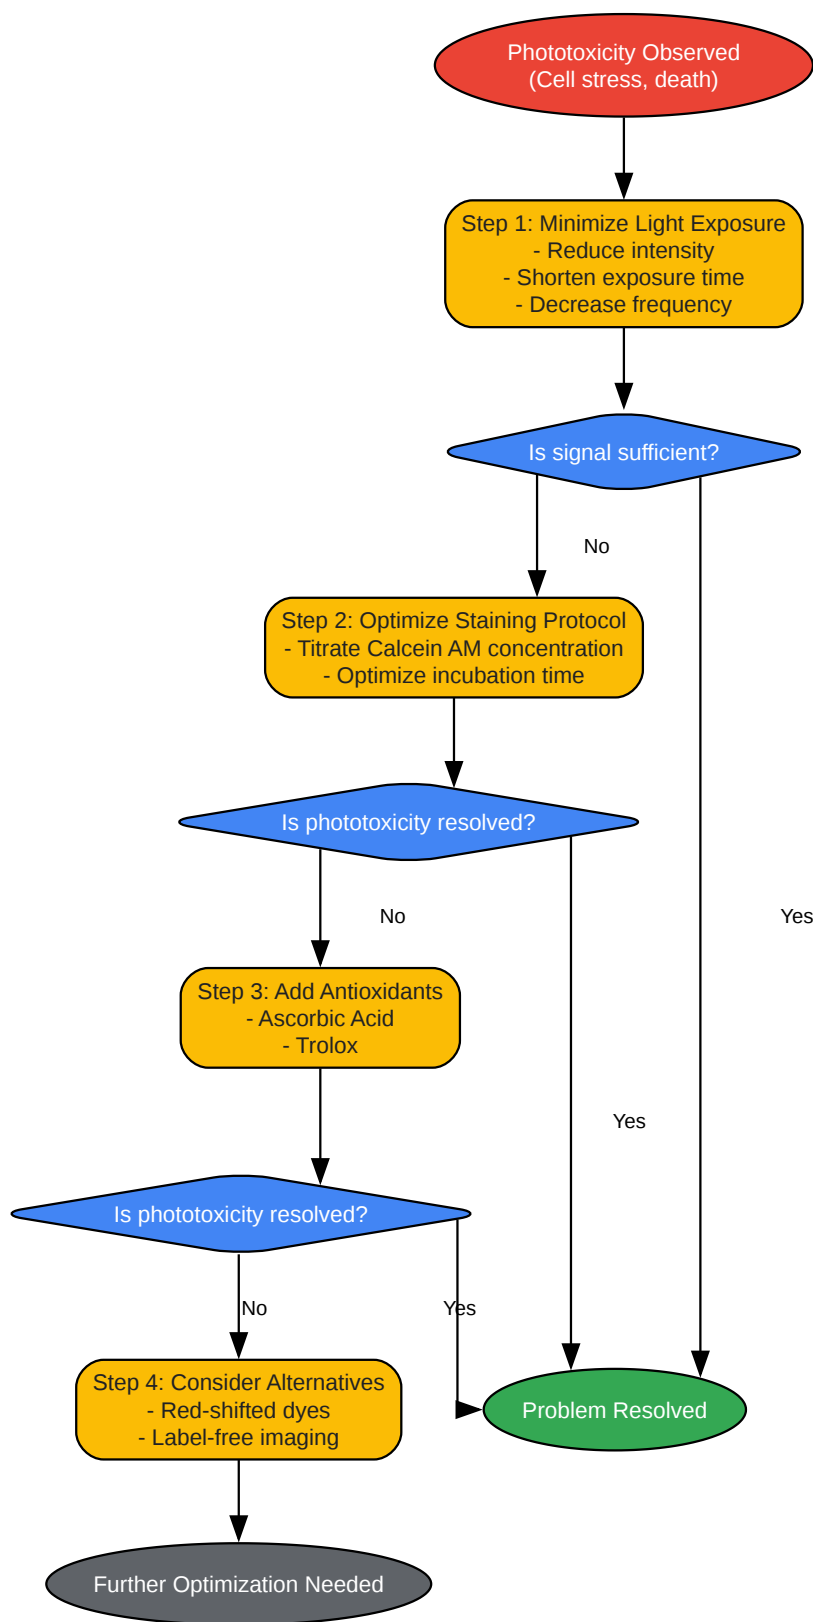 Phototoxicity Observed
(Cell stress, death)
Step 1: Minimize Light Exposure
- Reduce intensity
- Shorten exposure time
- Decrease frequency
Is signal sufficient?
No
Step 2: Optimize Staining Protocol
- Titrate Calcein AM concentration
- Optimize incubation time
Is phototoxicity resolved?
No
Yes
Step 3: Add Antioxidants
- Ascorbic Acid
- Trolox
Yes
Is phototoxicity resolved?
No
Yes
Step 4: Consider Alternatives
- Red-shifted dyes
- Label-free imaging
Problem Resolved
Further Optimization Needed